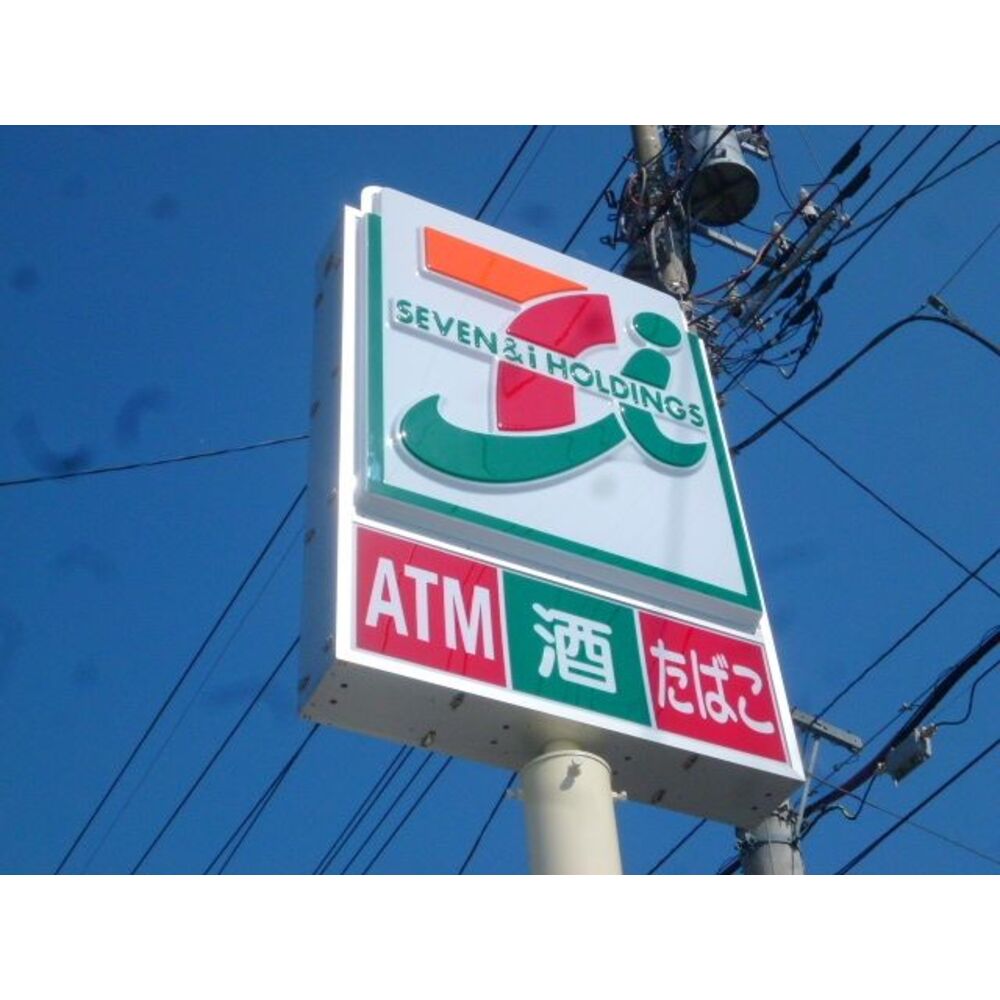 SEVEN&i HOLDINGS
ATM 酒 たばこ